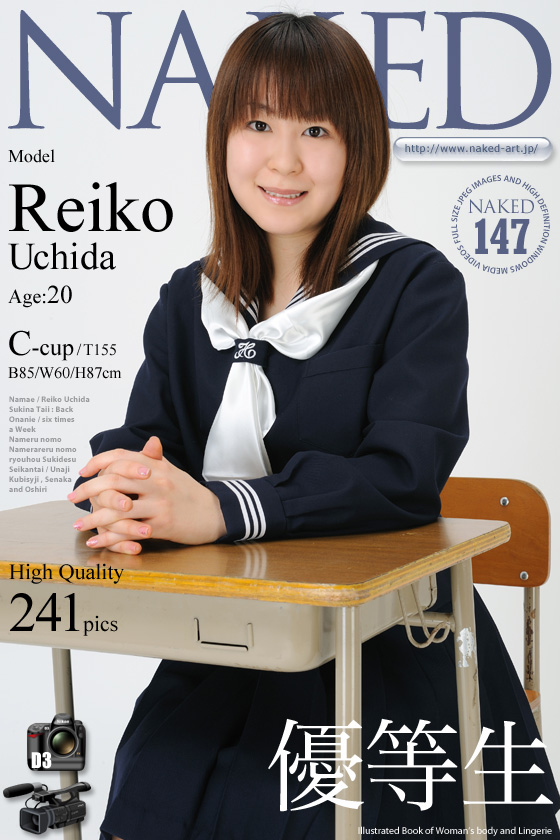 NAKED
http://www.naked-art.jp/
Model
Reiko
Uchida
Age:20
FULL SIZE JPEG IMAGES AND HIGH DEFINITION WINDOWS MEDIA VIDEOS
NAKED
147
C-cup/T155
B85/W60/H87cm
Namae / Reiko Uchida
Sukina Taii : Back
Onanie / six times
a Week
Nameru nomo
Namerareru nomo
ryouhou Sukidesu
Seikantai / Unaji
Kubisyji , Senaka
and Oshiri
High Quality
241pics
Nikon
D3
優等生
Illustrated Book of Woman's body and Lingerie